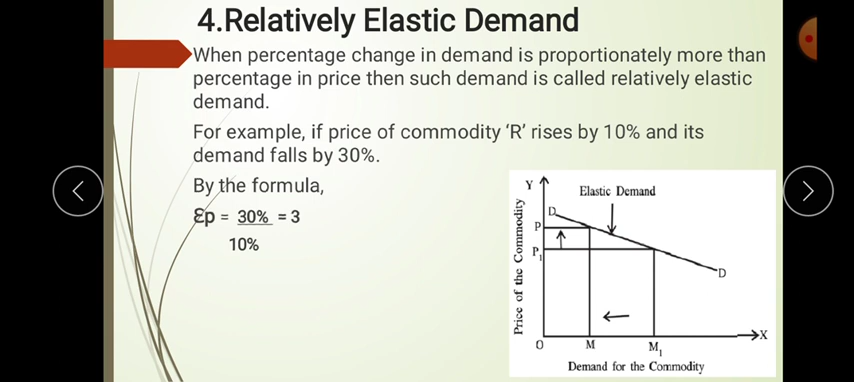 4.Relatively Elastic Demand
When percentage change in demand is proportionately more than
percentage in price then such demand is called relatively elastic
demand.
For example, if price of commodity ‘R’ rises by 10% and its
demand falls by 30%.
By the formula,
Ɛp = 30% = 3
10%
Y
Elastic Demand
D
P
P1
D
Price of the Commodity
X
O
M
M1
Demand for the Commodity